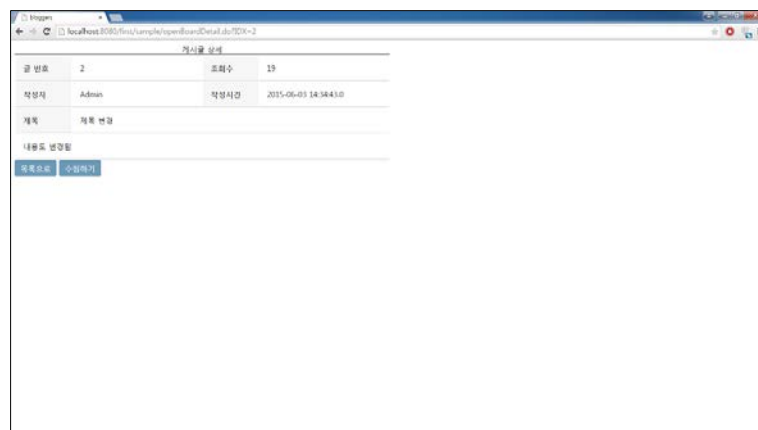 bloggers
localhost:8080/first/sample/openBoardDetail.do?IDX=2
게시글 상세
글 번호 2 조회수 19
작성자 Admin 작성시간 2015-06-03 14:34:43.0
제목 제목 변경
내용도 변경됨
목록으로 수정하기